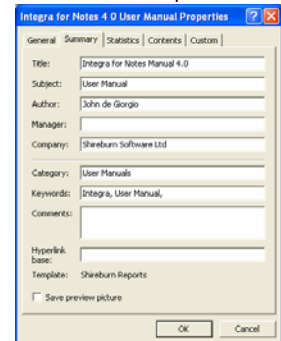 Integra for Notes 4 0 User Manual Properties
General Summary Statistics Contents Custom
Title: Integra for Notes Manual 4.0
Subject: User Manual
Author: John de Giorgio
Manager:
Company: Shireburn Software Ltd
Category: User Manuals
Keywords: Integra, User Manual,
Comments:
Hyperlink
base:
Template: Shireburn Reports
Save preview picture
OK Cancel